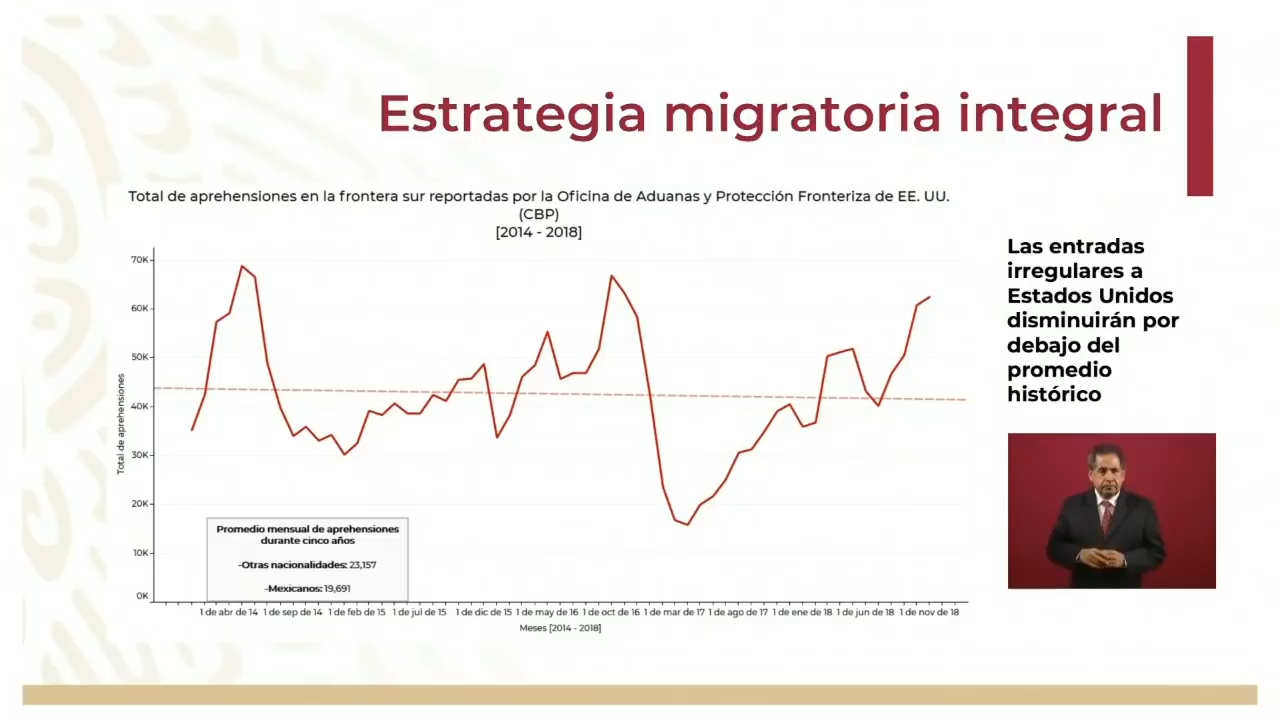 Estrategia migratoria integral
Total de aprehensiones en la frontera sur reportadas por la Oficina de Aduanas y Protección Fronteriza de EE. UU.
(CBP)
[2014 - 2018]
Total de aprehensiones
70K
60K
50K
40K
30K
20K
10K
0K
Promedio mensual de aprehensiones
durante cinco años
-Otras nacionalidades: 23,157
-Mexicanos: 19,691
1 de abr de 14 1 de sep de 14 1 de feb de 15 1 de jul de 15 1 de dic de 15 1 de may de 16 1 de oct de 16 1 de mar de 17 1 de ago de 17 1 de ene de 18 1 de jun de 18 1 de nov de 18
Meses [2014 - 2018]
Las entradas
irregulares a
Estados Unidos
disminuirán por
debajo del
promedio
histórico